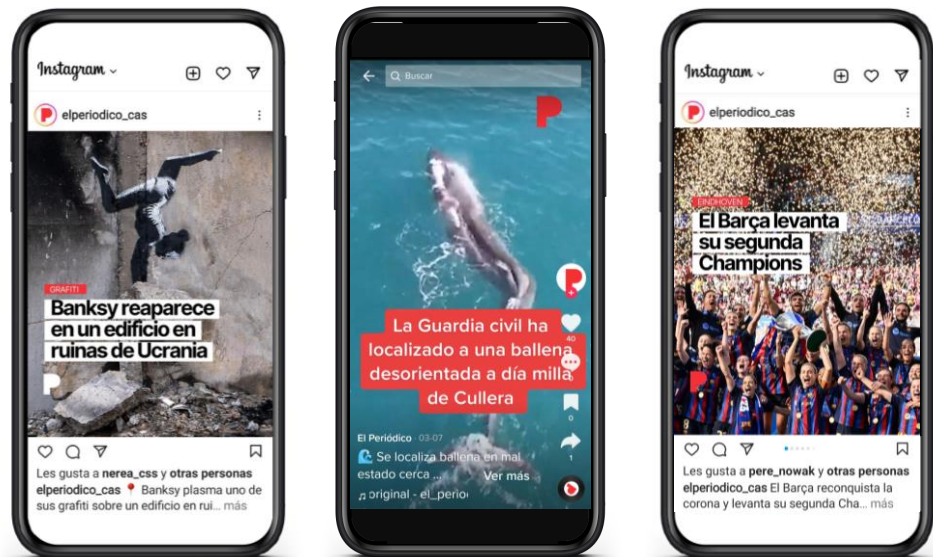 Instagram
elperiodico_cas
GRAFITI
Banksy reaparece
en un edificio en
ruinas de Ucrania
Les gusta a nerea_css y otras personas
elperiodico_cas 📍 Banksy plasma uno de
sus grafiti sobre un edificio en rui... más
Buscar
La Guardia civil ha
localizado a una ballena
desorientada a día milla
de Cullera
40
0
1
El Periódico · 03-07
🌊 Se localiza ballena en mal
estado cerca ... Ver más
♫ original - el_perio
Instagram
elperiodico_cas
EINDHOVEN
El Barça levanta
su segunda
Champions
Les gusta a pere_nowak y otras personas
elperiodico_cas El Barça reconquista la
corona y levanta su segunda Cha... más